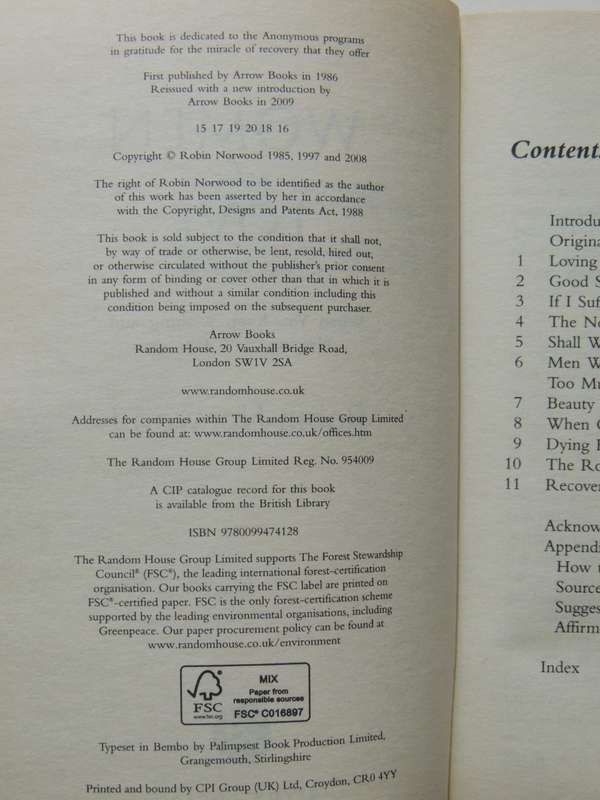 This book is dedicated to the Anonymous programs
in gratitude for the miracle of recovery that they offer
First published by Arrow Books in 1986
Reissued with a new introduction by
Arrow Books in 2009
15 17 19 20 18 16
Copyright © Robin Norwood 1985, 1997 and 2008
The right of Robin Norwood to be identified as the author
of this work has been asserted by her in accordance
with the Copyright, Designs and Patents Act, 1988
This book is sold subject to the condition that it shall not,
by way of trade or otherwise, be lent, resold, hired out,
or otherwise circulated without the publisher's prior consent
in any form of binding or cover other than that in which it is
published and without a similar condition including this
condition being imposed on the subsequent purchaser.
Arrow Books
Random House, 20 Vauxhall Bridge Road,
London SW1V 2SA
www.randomhouse.co.uk
Addresses for companies within The Random House Group Limited
can be found at: www.randomhouse.co.uk/offices.htm
The Random House Group Limited Reg. No. 954009
A CIP catalogue record for this book
is available from the British Library
ISBN 9780099474128
The Random House Group Limited supports The Forest Stewardship
Council® (FSC®), the leading international forest-certification
organisation. Our books carrying the FSC label are printed on
FSC®-certified paper. FSC is the only forest-certification scheme
supported by the leading environmental organisations, including
Greenpeace. Our paper procurement policy can be found at
www.randomhouse.co.uk/environment
FSC
www.fsc.org
MIX
Paper from
responsible sources
FSC® C016897
Typeset in Bembo by Palimpsest Book Production Limited,
Grangemouth, Stirlingshire
Printed and bound by CPI Group (UK) Ltd, Croydon, CR0 4YY
Contents
Introdu
Origina
1 Loving
2 Good S
3 If I Suf
4 The Ne
5 Shall W
6 Men W
Too Mu
7 Beauty
8 When
9 Dying
10 The Ro
11 Recover
Acknow
Appendi
How
Source
Sugges
Affirm
Index